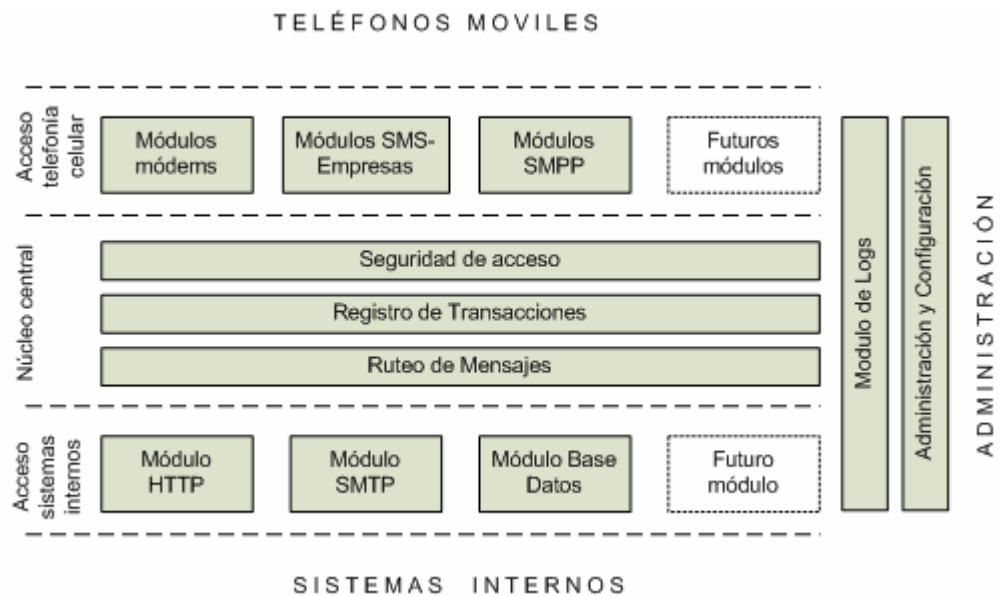 TELÉFONOS MOVILES
Acceso
telefonía
celular
Módulos
módems
Módulos SMS-
Empresas
Módulos
SMPP
Futuros
módulos
Núcleo central
Seguridad de acceso
Registro de Transacciones
Ruteo de Mensajes
Acceso
sistemas
internos
Módulo
HTTP
Módulo
SMTP
Módulo Base
Datos
Futuro
módulo
Modulo de Logs
Administración y Configuración
ADMINISTRACIÓN
SISTEMAS INTERNOS